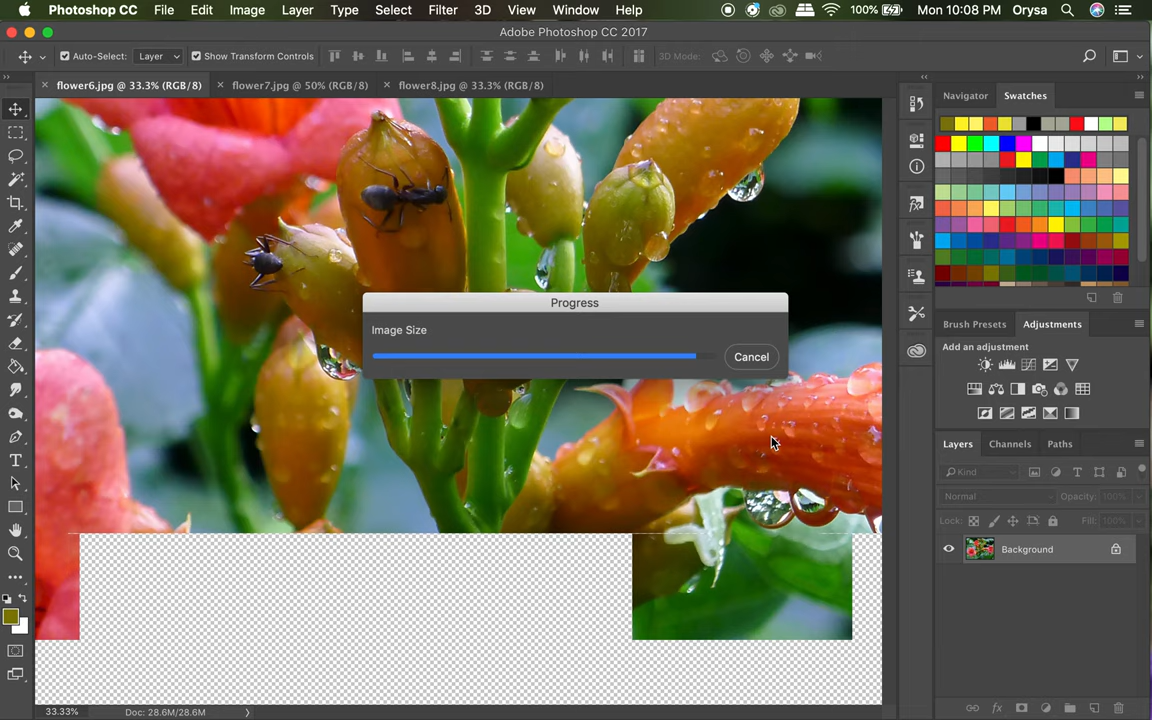 Photoshop CC File Edit Image Layer Type Select Filter 3D View Window Help 100% Mon 10:08 PM Orysa
Adobe Photoshop CC 2017
Auto-Select: Layer Show Transform Controls 3D Mode:
flower6.jpg @ 33.3% (RGB/8) flower7.jpg @ 50% (RGB/8) flower8.jpg @ 33.3% (RGB/8)
Navigator Swatches
Progress
Image Size
Cancel
Brush Presets Adjustments
Add an adjustment
Layers Channels Paths
Kind
Normal Opacity: 100%
Lock: Fill: 100%
Background
33.33% Doc: 28.6M/28.6M